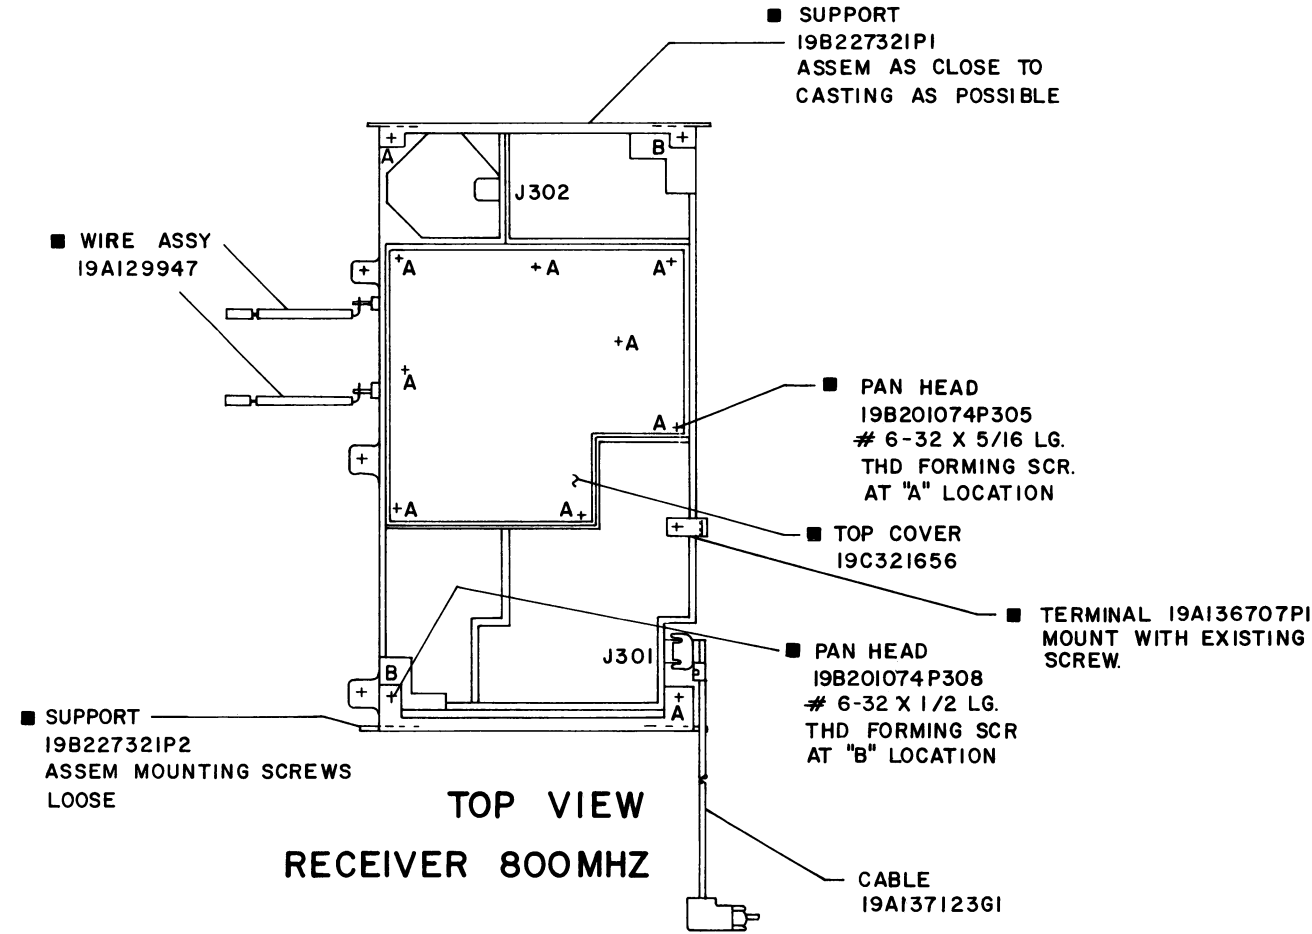 ■ SUPPORT
19B227321P1
ASSEM AS CLOSE TO
CASTING AS POSSIBLE
A
B
J302
■ WIRE ASSY
19A129947
A
A
A
A
A
A
A
A
■ PAN HEAD
19B201074P305
# 6-32 X 5/16 LG.
THD FORMING SCR.
AT "A" LOCATION
■ TOP COVER
19C321656
■ TERMINAL 19A136707P1
MOUNT WITH EXISTING
SCREW.
J301
B
A
■ PAN HEAD
19B201074P308
# 6-32 X 1/2 LG.
THD FORMING SCR
AT "B" LOCATION
■ SUPPORT
19B227321P2
ASSEM MOUNTING SCREWS
LOOSE
TOP VIEW
RECEIVER 800MHZ
CABLE
19A137123G1